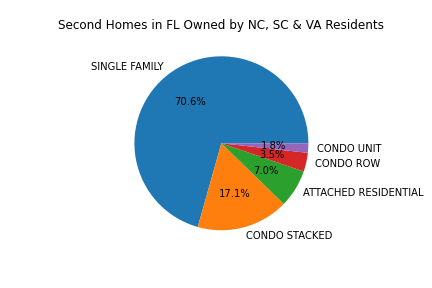 Second Homes in FL Owned by NC, SC & VA Residents
SINGLE FAMILY
70.6%
1.8%
CONDO UNIT
3.5%
CONDO ROW
7.0%
ATTACHED RESIDENTIAL
17.1%
CONDO STACKED